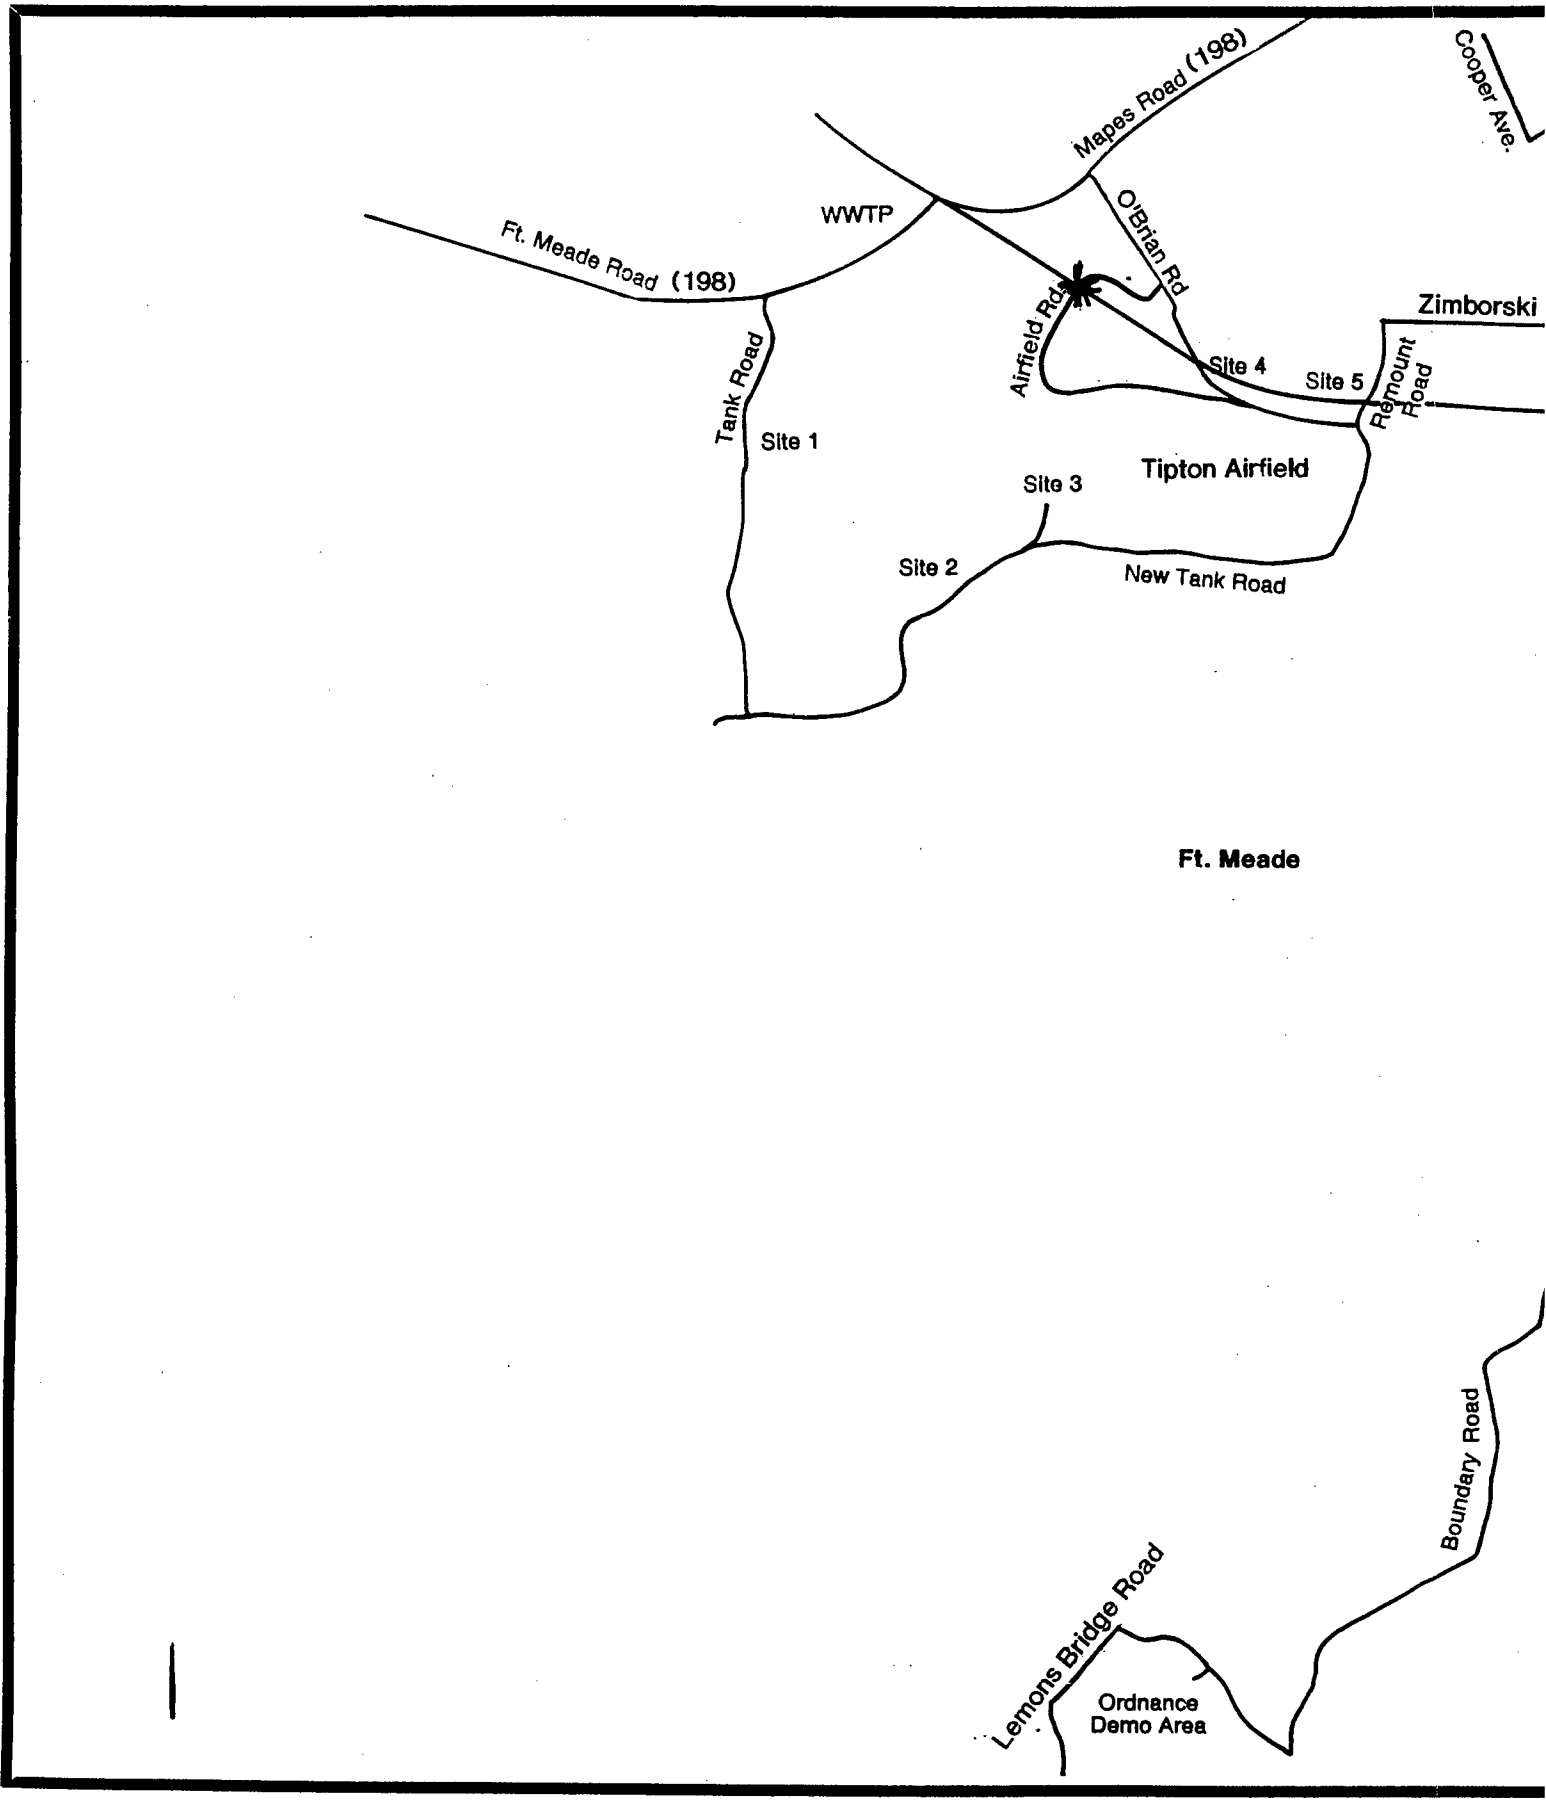 Cooper Ave.
Mapes Road (198)
WWTP
O'Brian Rd
Ft. Meade Road (198)
Airfield Rd
Zimborski
Tank Road
Site 4
Site 5
Remount
Road
Site 1
Tipton Airfield
Site 3
Site 2
New Tank Road
Ft. Meade
Boundary Road
Lemons Bridge Road
Ordnance
Demo Area